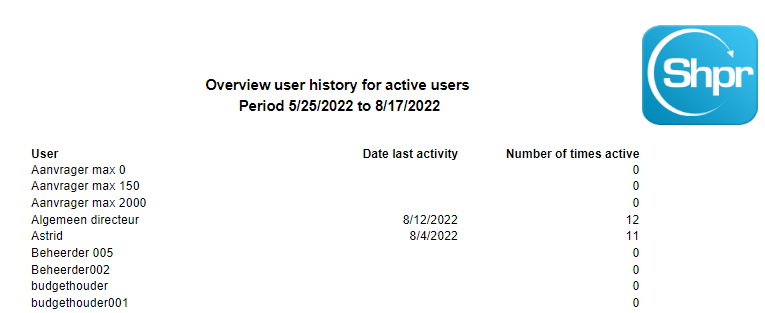 Shpr
Overview user history for active users
Period 5/25/2022 to 8/17/2022
User Date last activity Number of times active
Aanvrager max 0 0
Aanvrager max 150 0
Aanvrager max 2000 0
Algemeen directeur 8/12/2022 12
Astrid 8/4/2022 11
Beheerder 005 0
Beheerder002 0
budgethouder 0
budgethouder001 0